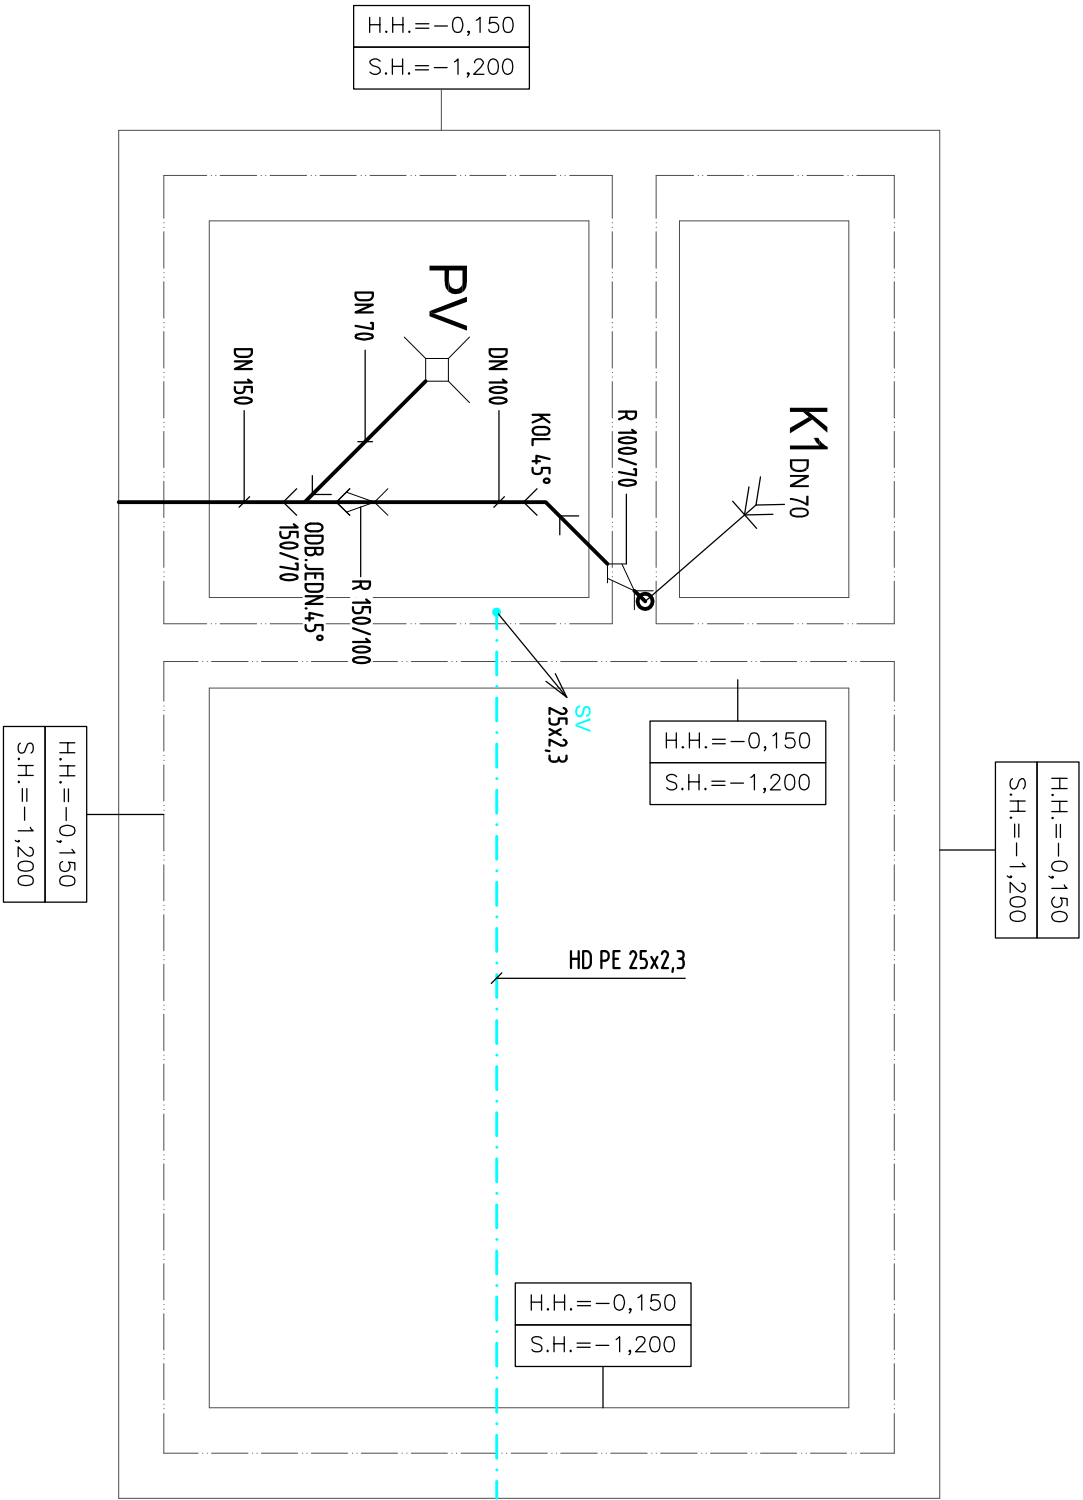 H.H.=-0,150
S.H.=-1,200
PV
DN 70
DN 150
DN 100
KOL 45°
R 100/70
K1 DN 70
ODB.JEDN.45°
150/70
R 150/100
SV
25x2,3
H.H.=-0,150
S.H.=-1,200
H.H.=-0,150
S.H.=-1,200
H.H.=-0,150
S.H.=-1,200
HD PE 25x2,3
H.H.=-0,150
S.H.=-1,200